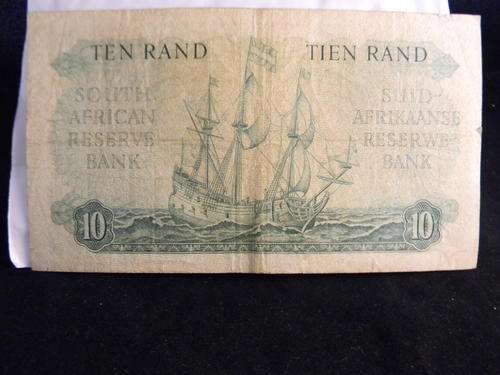 TEN RAND
TIEN RAND
SOUTH
AFRICAN
RESERVE
BANK
SUID-
AFRIKAANSE
RESERWE-
BANK
10
10